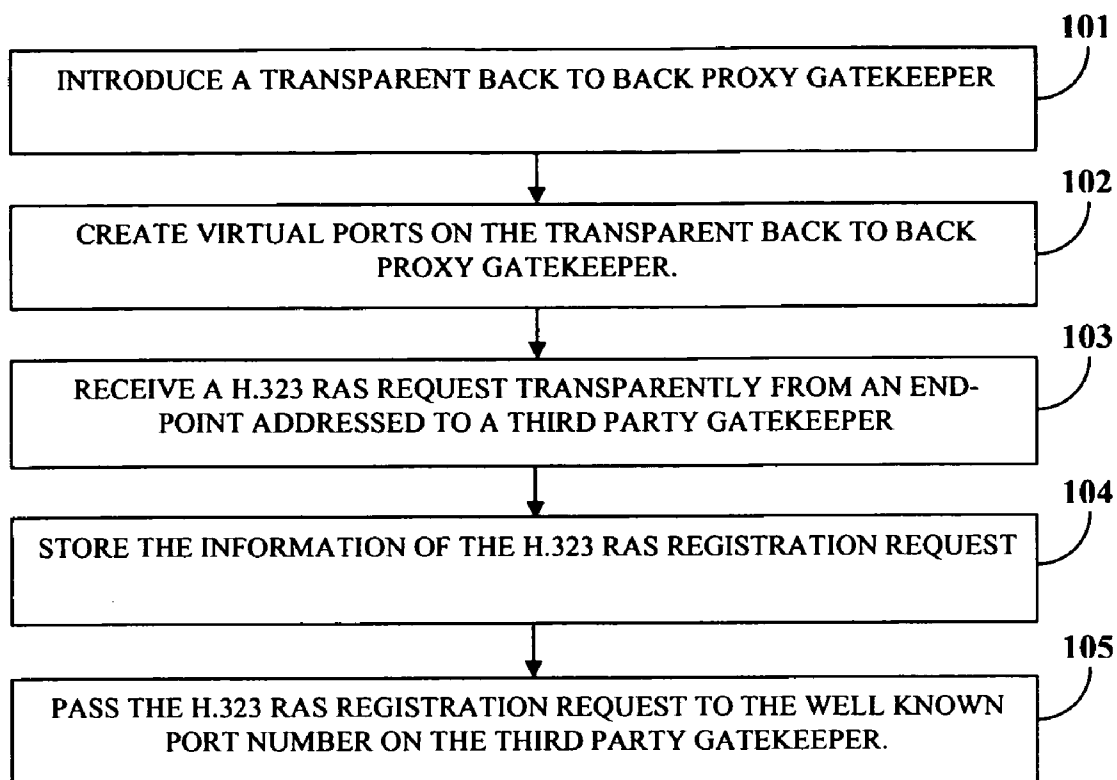 101
INTRODUCE A TRANSPARENT BACK TO BACK PROXY GATEKEEPER
102
CREATE VIRTUAL PORTS ON THE TRANSPARENT BACK TO BACK
PROXY GATEKEEPER.
103
RECEIVE A H.323 RAS REQUEST TRANSPARENTLY FROM AN END-
POINT ADDRESSED TO A THIRD PARTY GATEKEEPER
104
STORE THE INFORMATION OF THE H.323 RAS REGISTRATION REQUEST
105
PASS THE H.323 RAS REGISTRATION REQUEST TO THE WELL KNOWN
PORT NUMBER ON THE THIRD PARTY GATEKEEPER.